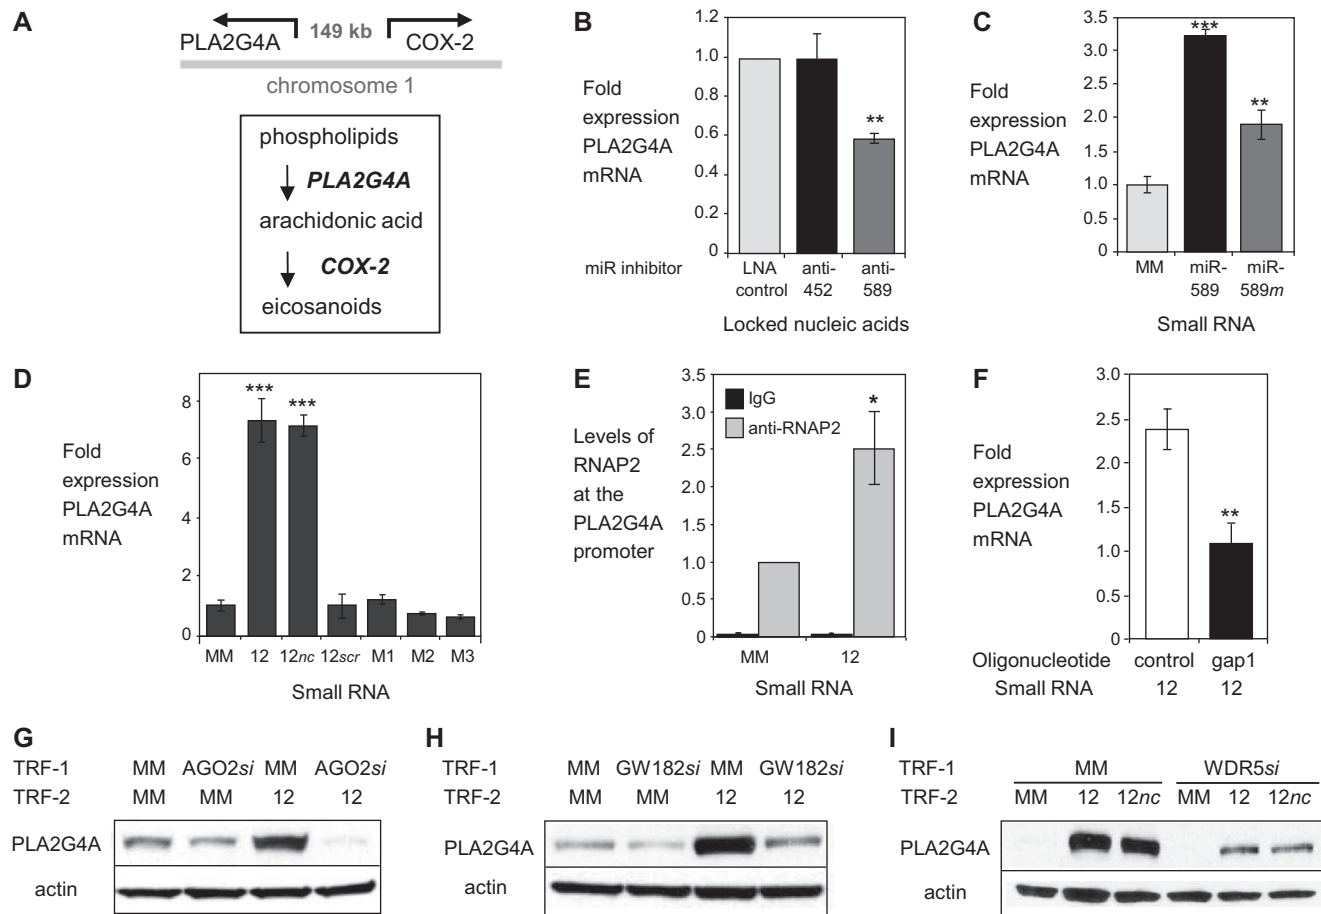 A
PLA2G4A
149 kb
COX-2
chromosome 1
phospholipids
PLA2G4A
arachidonic acid
COX-2
eicosanoids
B
Fold
expression
PLA2G4A
mRNA
1.2
1.0
0.8
0.6
0.4
0.2
0
**
miR inhibitor
LNA control
anti-452
anti-589
Locked nucleic acids
C
Fold
expression
PLA2G4A
mRNA
3.5
3.0
2.5
2.0
1.5
1.0
0.5
0
***
**
MM
miR-589
miR-589m
Small RNA
D
Fold
expression
PLA2G4A
mRNA
8
6
4
2
0
***
***
MM 12 12nc 12scr M1 M2 M3
Small RNA
E
Levels of
RNAP2
at the
PLA2G4A
promoter
3.5
3.0
2.5
2.0
1.5
1.0
0.5
0
IgG
anti-RNAP2
*
MM 12
Small RNA
F
Fold
expression
PLA2G4A
mRNA
3.0
2.5
2.0
1.5
1.0
0.5
0
**
Oligonucleotide control gap1
Small RNA 12 12
G
TRF-1 MM AGO2si MM AGO2si
TRF-2 MM MM 12 12
PLA2G4A
actin
H
TRF-1 MM GW182si MM GW182si
TRF-2 MM MM 12 12
PLA2G4A
actin
I
TRF-1 MM WDR5si
TRF-2 MM 12 12nc MM 12 12nc
PLA2G4A
actin